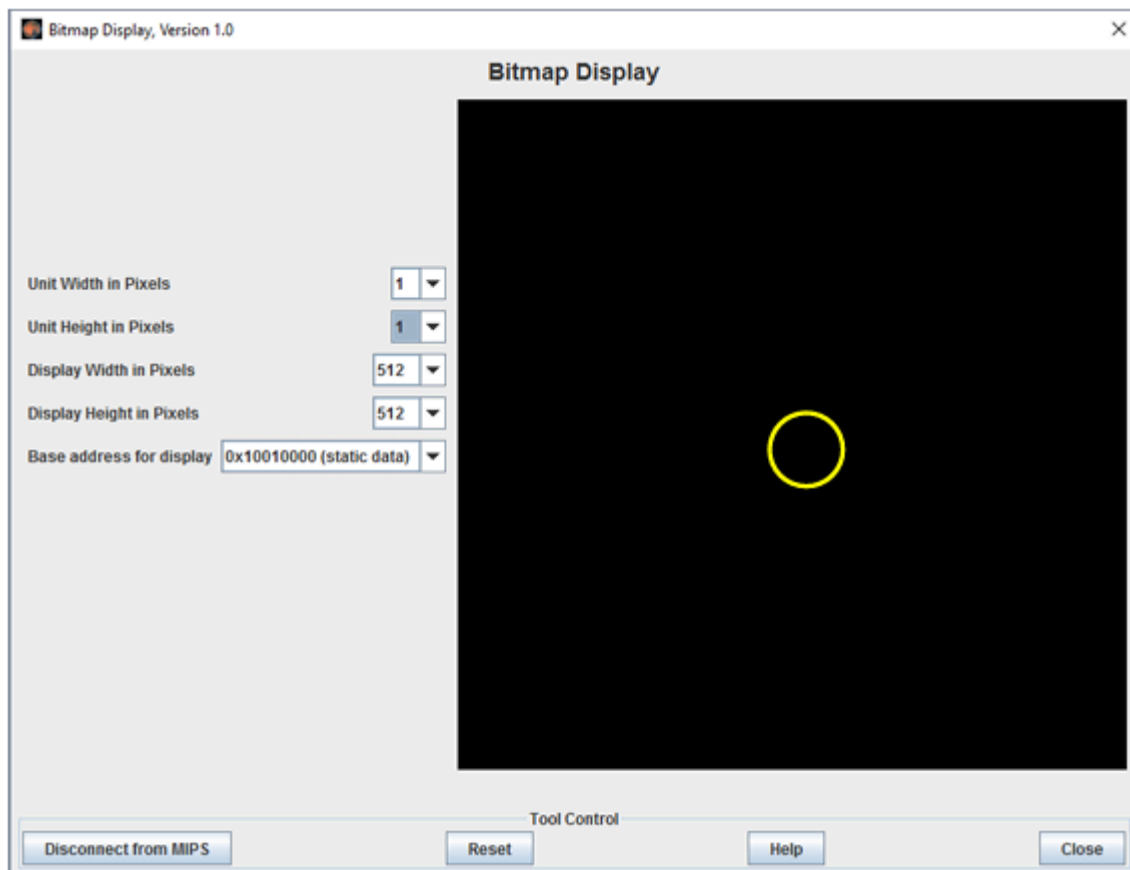 Bitmap Display, Version 1.0
Bitmap Display
Unit Width in Pixels 1
Unit Height in Pixels 1
Display Width in Pixels 512
Display Height in Pixels 512
Base address for display 0x10010000 (static data)
Tool Control
Disconnect from MIPS Reset Help Close